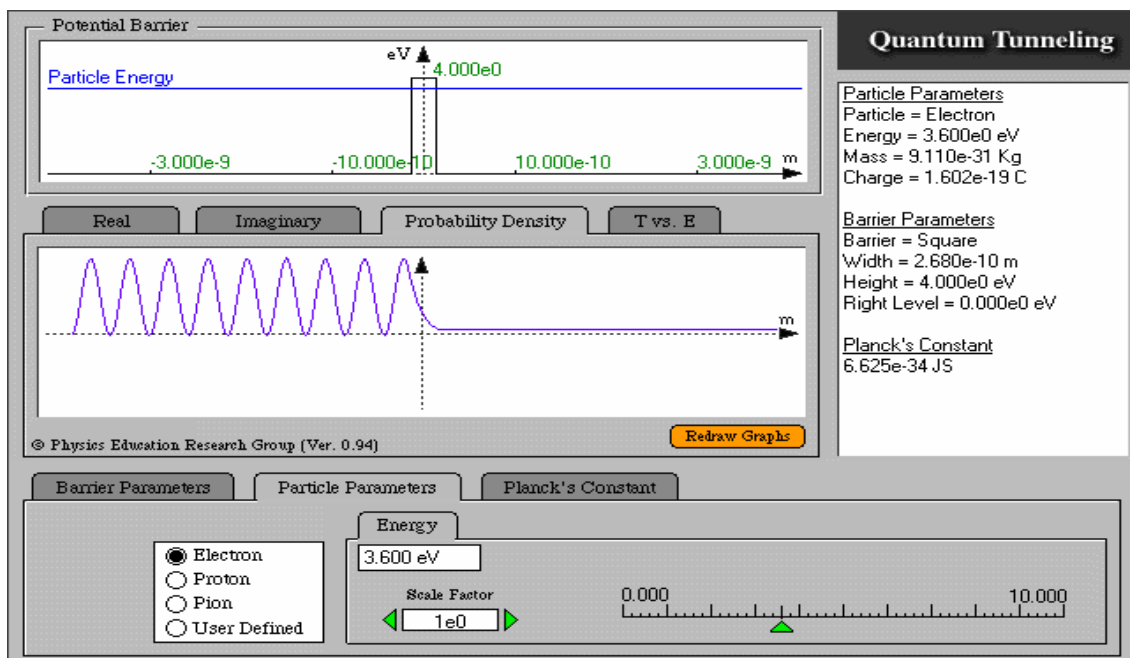 Potential Barrier
eV
4.000e0
Particle Energy
-3.000e-9
-10.000e-10
10.000e-10
3.000e-9
m
Real
Imaginary
Probability Density
T vs. E
m
© Physics Education Research Group (Ver. 0.94)
Redraw Graphs
Quantum Tunneling
Particle Parameters
Particle = Electron
Energy = 3.600e0 eV
Mass = 9.110e-31 Kg
Charge = 1.602e-19 C
Barrier Parameters
Barrier = Square
Width = 2.680e-10 m
Height = 4.000e0 eV
Right Level = 0.000e0 eV
Planck's Constant
6.625e-34 JS
Barrier Parameters
Particle Parameters
Planck's Constant
Electron
Proton
Pion
User Defined
Energy
3.600 eV
Scale Factor
1e0
0.000
10.000